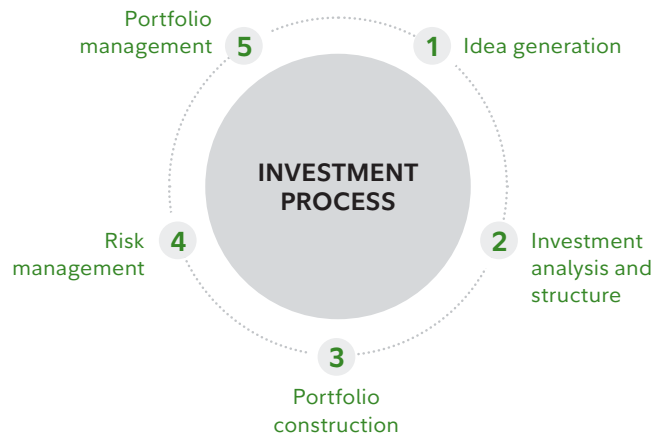 INVESTMENT
PROCESS
1 Idea generation
2 Investment
analysis and
structure
3
Portfolio
construction
4 Risk
management
5 Portfolio
management